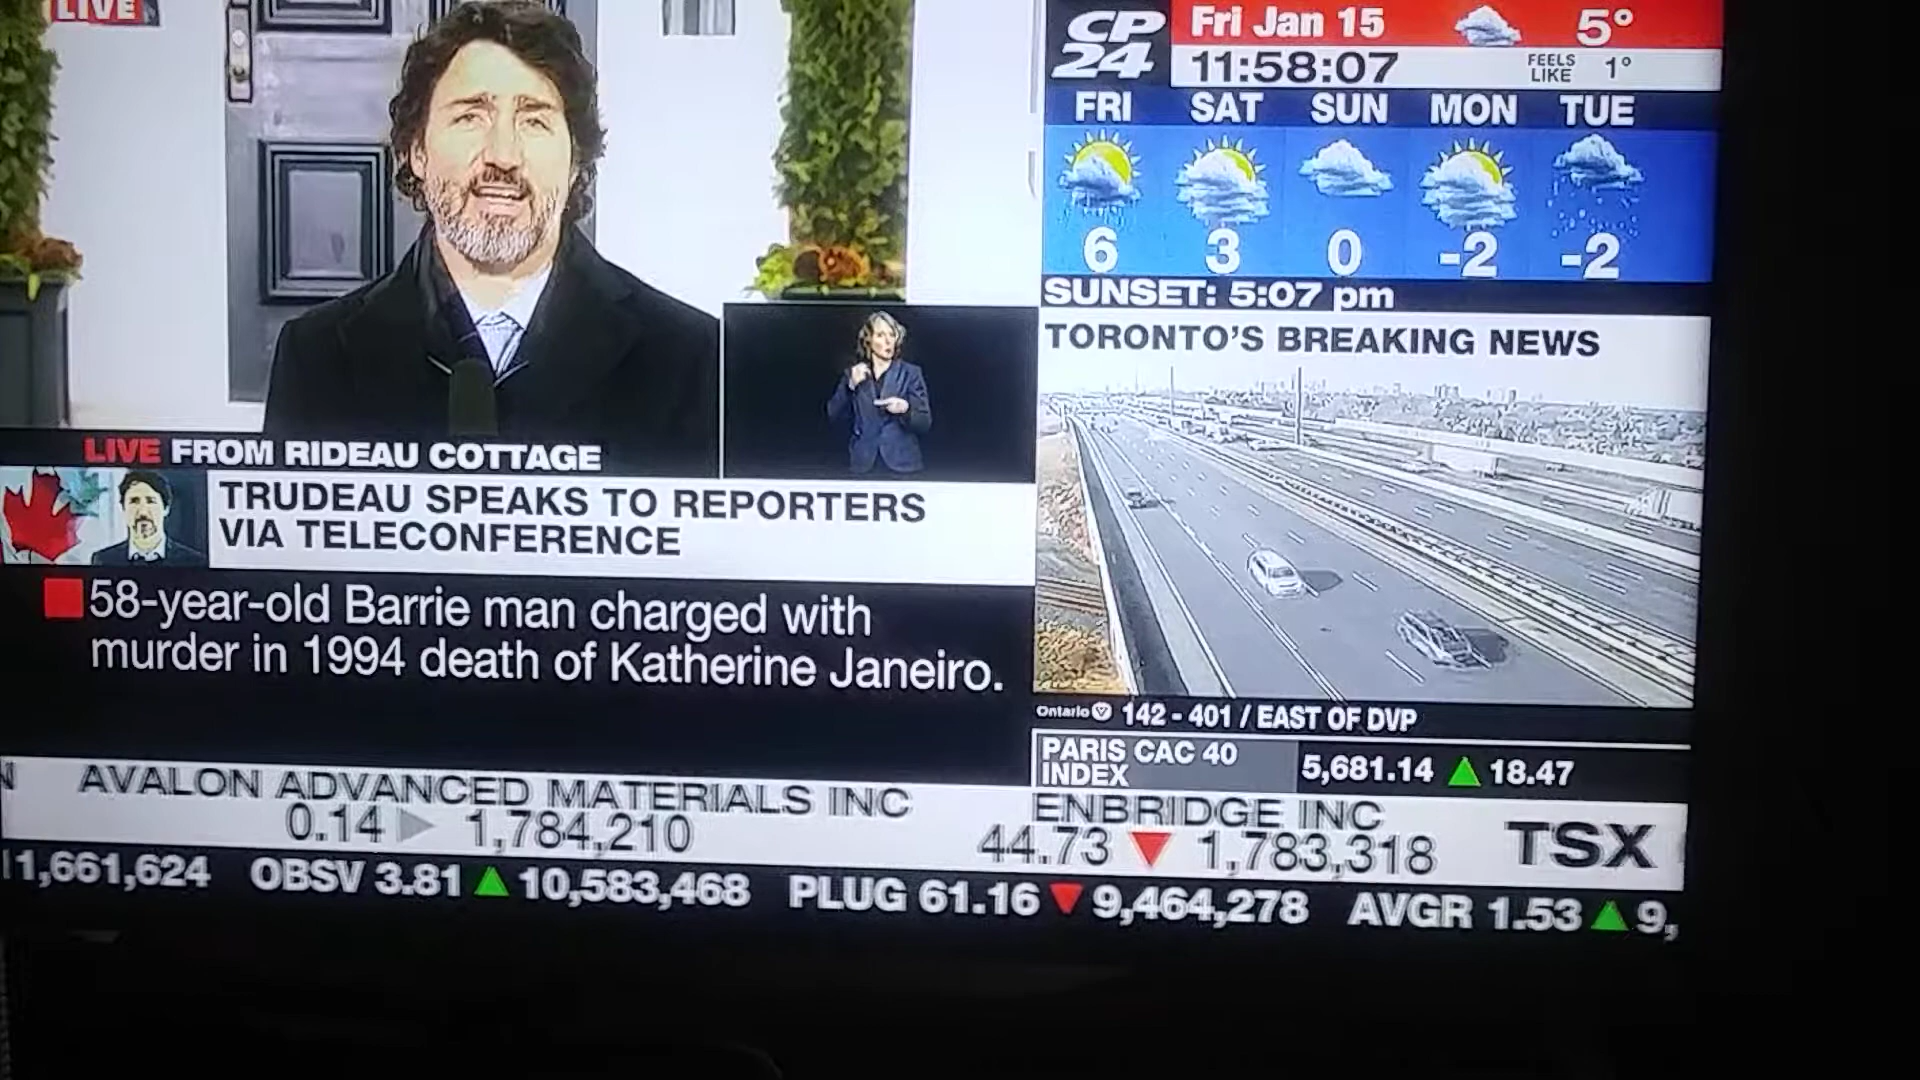 LIVE
CP
24
Fri Jan 15
5°
11:58:07
FEELS
LIKE
1°
FRI SAT SUN MON TUE
6 3 0 -2 -2
SUNSET: 5:07 pm
TORONTO'S BREAKING NEWS
LIVE FROM RIDEAU COTTAGE
TRUDEAU SPEAKS TO REPORTERS
VIA TELECONFERENCE
58-year-old Barrie man charged with
murder in 1994 death of Katherine Janeiro.
Ontario 142 - 401 / EAST OF DVP
PARIS CAC 40
INDEX
5,681.14 ▲ 18.47
N AVALON ADVANCED MATERIALS INC
0.14 ▶ 1,784,210
ENBRIDGE INC
44.73 ▼ 1,783,318
TSX
11,661,624 OBSV 3.81 ▲ 10,583,468 PLUG 61.16 ▼ 9,464,278 AVGR 1.53 ▲ 9,